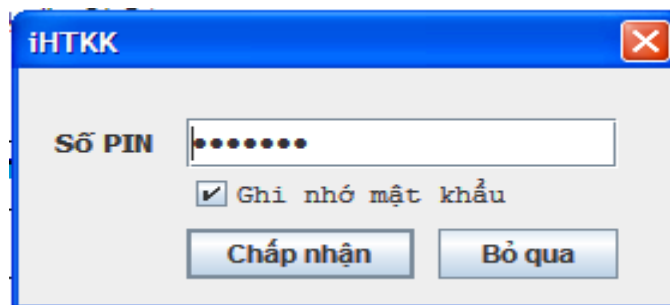 iHTKK
Số PIN •••••••
Ghi nhớ mật khẩu
Chấp nhận Bỏ qua